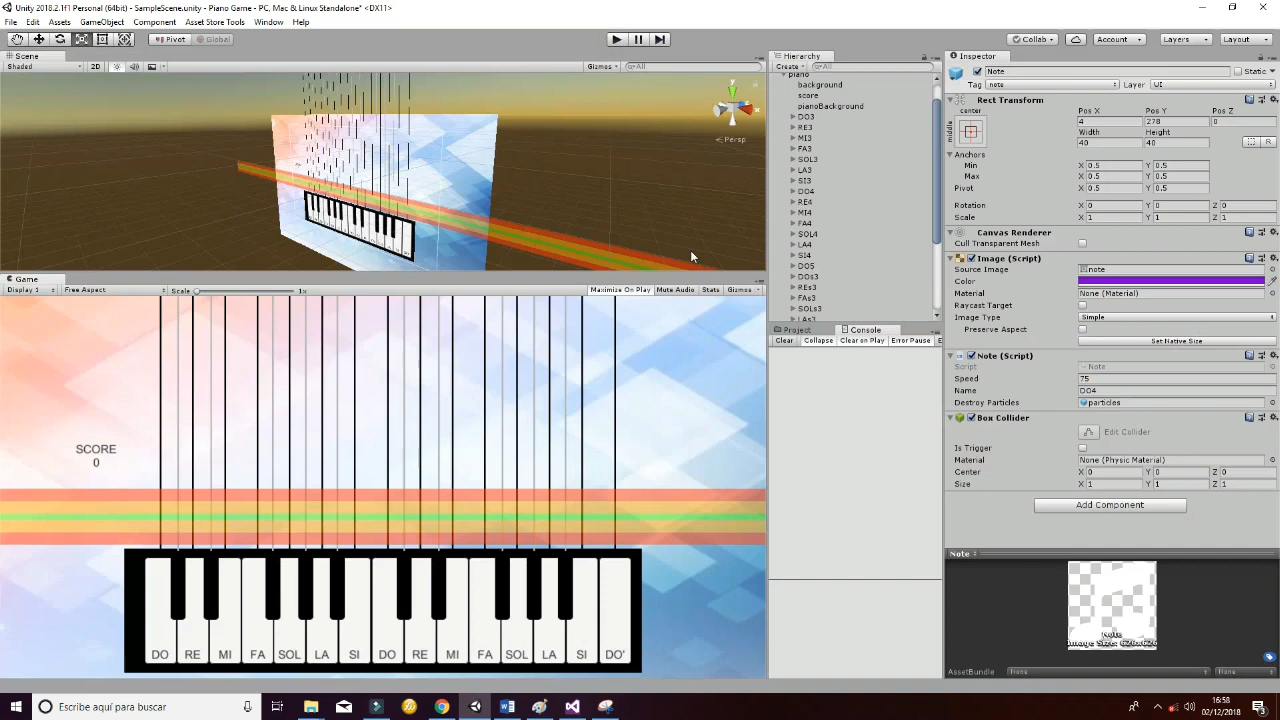 Unity 2018.2.1f1 Personal (64bit) - SampleScene.unity - Piano Game - PC, Mac & Linux Standalone* <DX11>
File Edit Assets GameObject Component Asset Store Tools Window Help
Pivot Global Collab Account Layers Layout
Scene
Shaded 2D Gizmos All
y
x
Persp
Game
Display 1 Free Aspect Scale 1x Maximize On Play Mute Audio Stats Gizmos
SCORE
0
DO RE MI FA SOL LA SI DO RE MI FA SOL LA SI DO'
Hierarchy
Create All
piano
background
score
pianoBackground
DO3
RE3
MI3
FA3
SOL3
LA3
SI3
DO4
RE4
MI4
FA4
SOL4
LA4
SI4
DO5
DOs3
REs3
FAs3
SOLs3
LAs3
Project Console
Clear Collapse Clear on Play Error Pause E
Inspector
Note Static
Tag note Layer UI
Rect Transform
center Pos X Pos Y Pos Z
middle 4 278 0
Width Height
40 40
R
Anchors
Min X 0.5 Y 0.5
Max X 0.5 Y 0.5
Pivot X 0.5 Y 0.5
Rotation X 0 Y 0 Z 0
Scale X 1 Y 1 Z 1
Canvas Renderer
Cull Transparent Mesh
Image (Script)
Source Image note
Color
Material None (Material)
Raycast Target
Image Type Simple
Preserve Aspect
Set Native Size
Note (Script)
Script Note
Speed 75
Name DO4
Destroy Particles particles
Box Collider
Edit Collider
Is Trigger
Material None (Physic Material)
Center X 0 Y 0 Z 0
Size X 1 Y 1 Z 1
Add Component
Note
Note
AssetBundle None None
Escribe aquí para buscar
16:58
02/12/2018